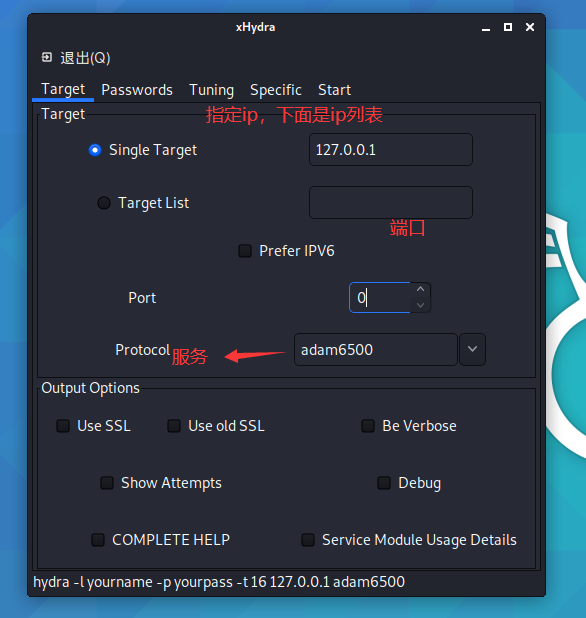 xHydra
退出(Q)
Target Passwords Tuning Specific Start
Target
指定ip，下面是ip列表
Single Target 127.0.0.1
Target List
端口
Prefer IPV6
Port 0
Protocol 服务 adam6500
Output Options
Use SSL Use old SSL Be Verbose
Show Attempts Debug
COMPLETE HELP Service Module Usage Details
hydra -l yourname -p yourpass -t 16 127.0.0.1 adam6500